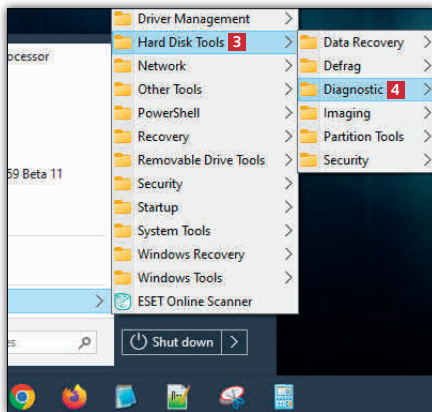 Driver Management
Hard Disk Tools 3
Network
Other Tools
PowerShell
Recovery
Removable Drive Tools
Security
Startup
System Tools
Windows Recovery
Windows Tools
ESET Online Scanner
Data Recovery
Defrag
Diagnostic 4
Imaging
Partition Tools
Security
ocessor
59 Beta 11
es
Shut down